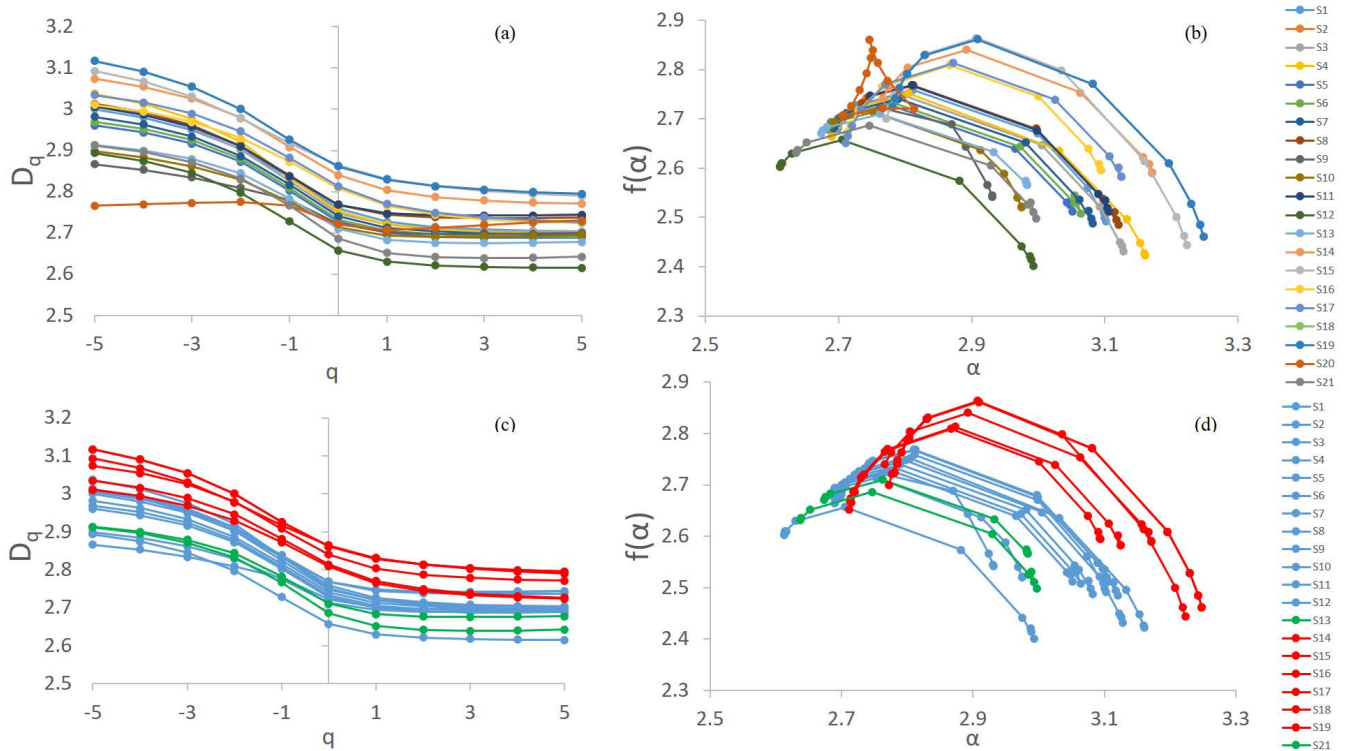 (a)
D_q
3.2
3.1
3
2.9
2.8
2.7
2.6
2.5
-5
-3
-1
1
3
5
q
(b)
f(α)
2.9
2.8
2.7
2.6
2.5
2.4
2.3
2.5
2.7
2.9
3.1
3.3
α
S1
S2
S3
S4
S5
S6
S7
S8
S9
S10
S11
S12
S13
S14
S15
S16
S17
S18
S19
S20
S21
(c)
D_q
3.2
3.1
3
2.9
2.8
2.7
2.6
2.5
-5
-3
-1
1
3
5
q
(d)
f(α)
2.9
2.8
2.7
2.6
2.5
2.4
2.3
2.5
2.7
2.9
3.1
3.3
α
S1
S2
S3
S4
S5
S6
S7
S8
S9
S10
S11
S12
S13
S14
S15
S16
S17
S18
S19
S21